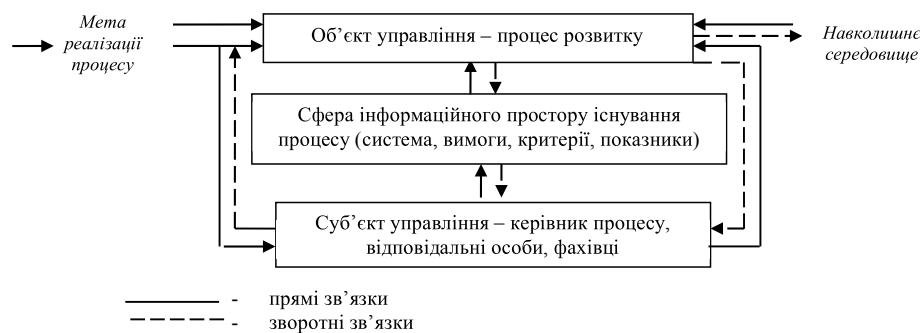 Мета
реалізації
процесу
Об’єкт управління – процес розвитку
Навколишнє
середовище
Сфера інформаційного простору існування
процесу (система, вимоги, критерії, показники)
Суб’єкт управління – керівник процесу,
відповідальні особи, фахівці
- прямі зв’язки
- зворотні зв’язки